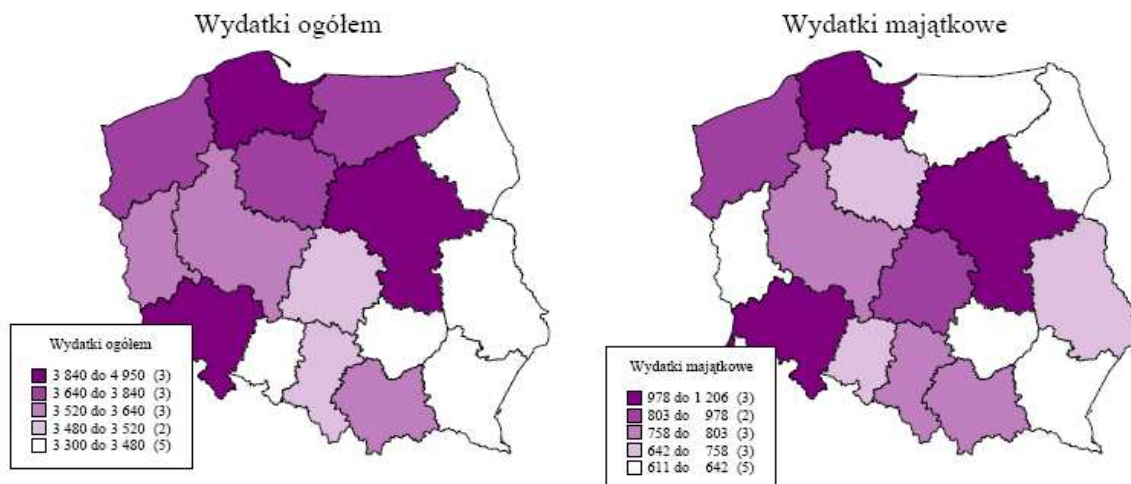 Wydatki ogółem
Wydatki majątkowe
Wydatki ogółem
3 840 do 4 950 (3)
3 640 do 3 840 (3)
3 520 do 3 640 (3)
3 480 do 3 520 (2)
3 300 do 3 480 (5)
Wydatki majątkowe
978 do 1 206 (3)
803 do 978 (2)
758 do 803 (3)
642 do 758 (3)
611 do 642 (5)